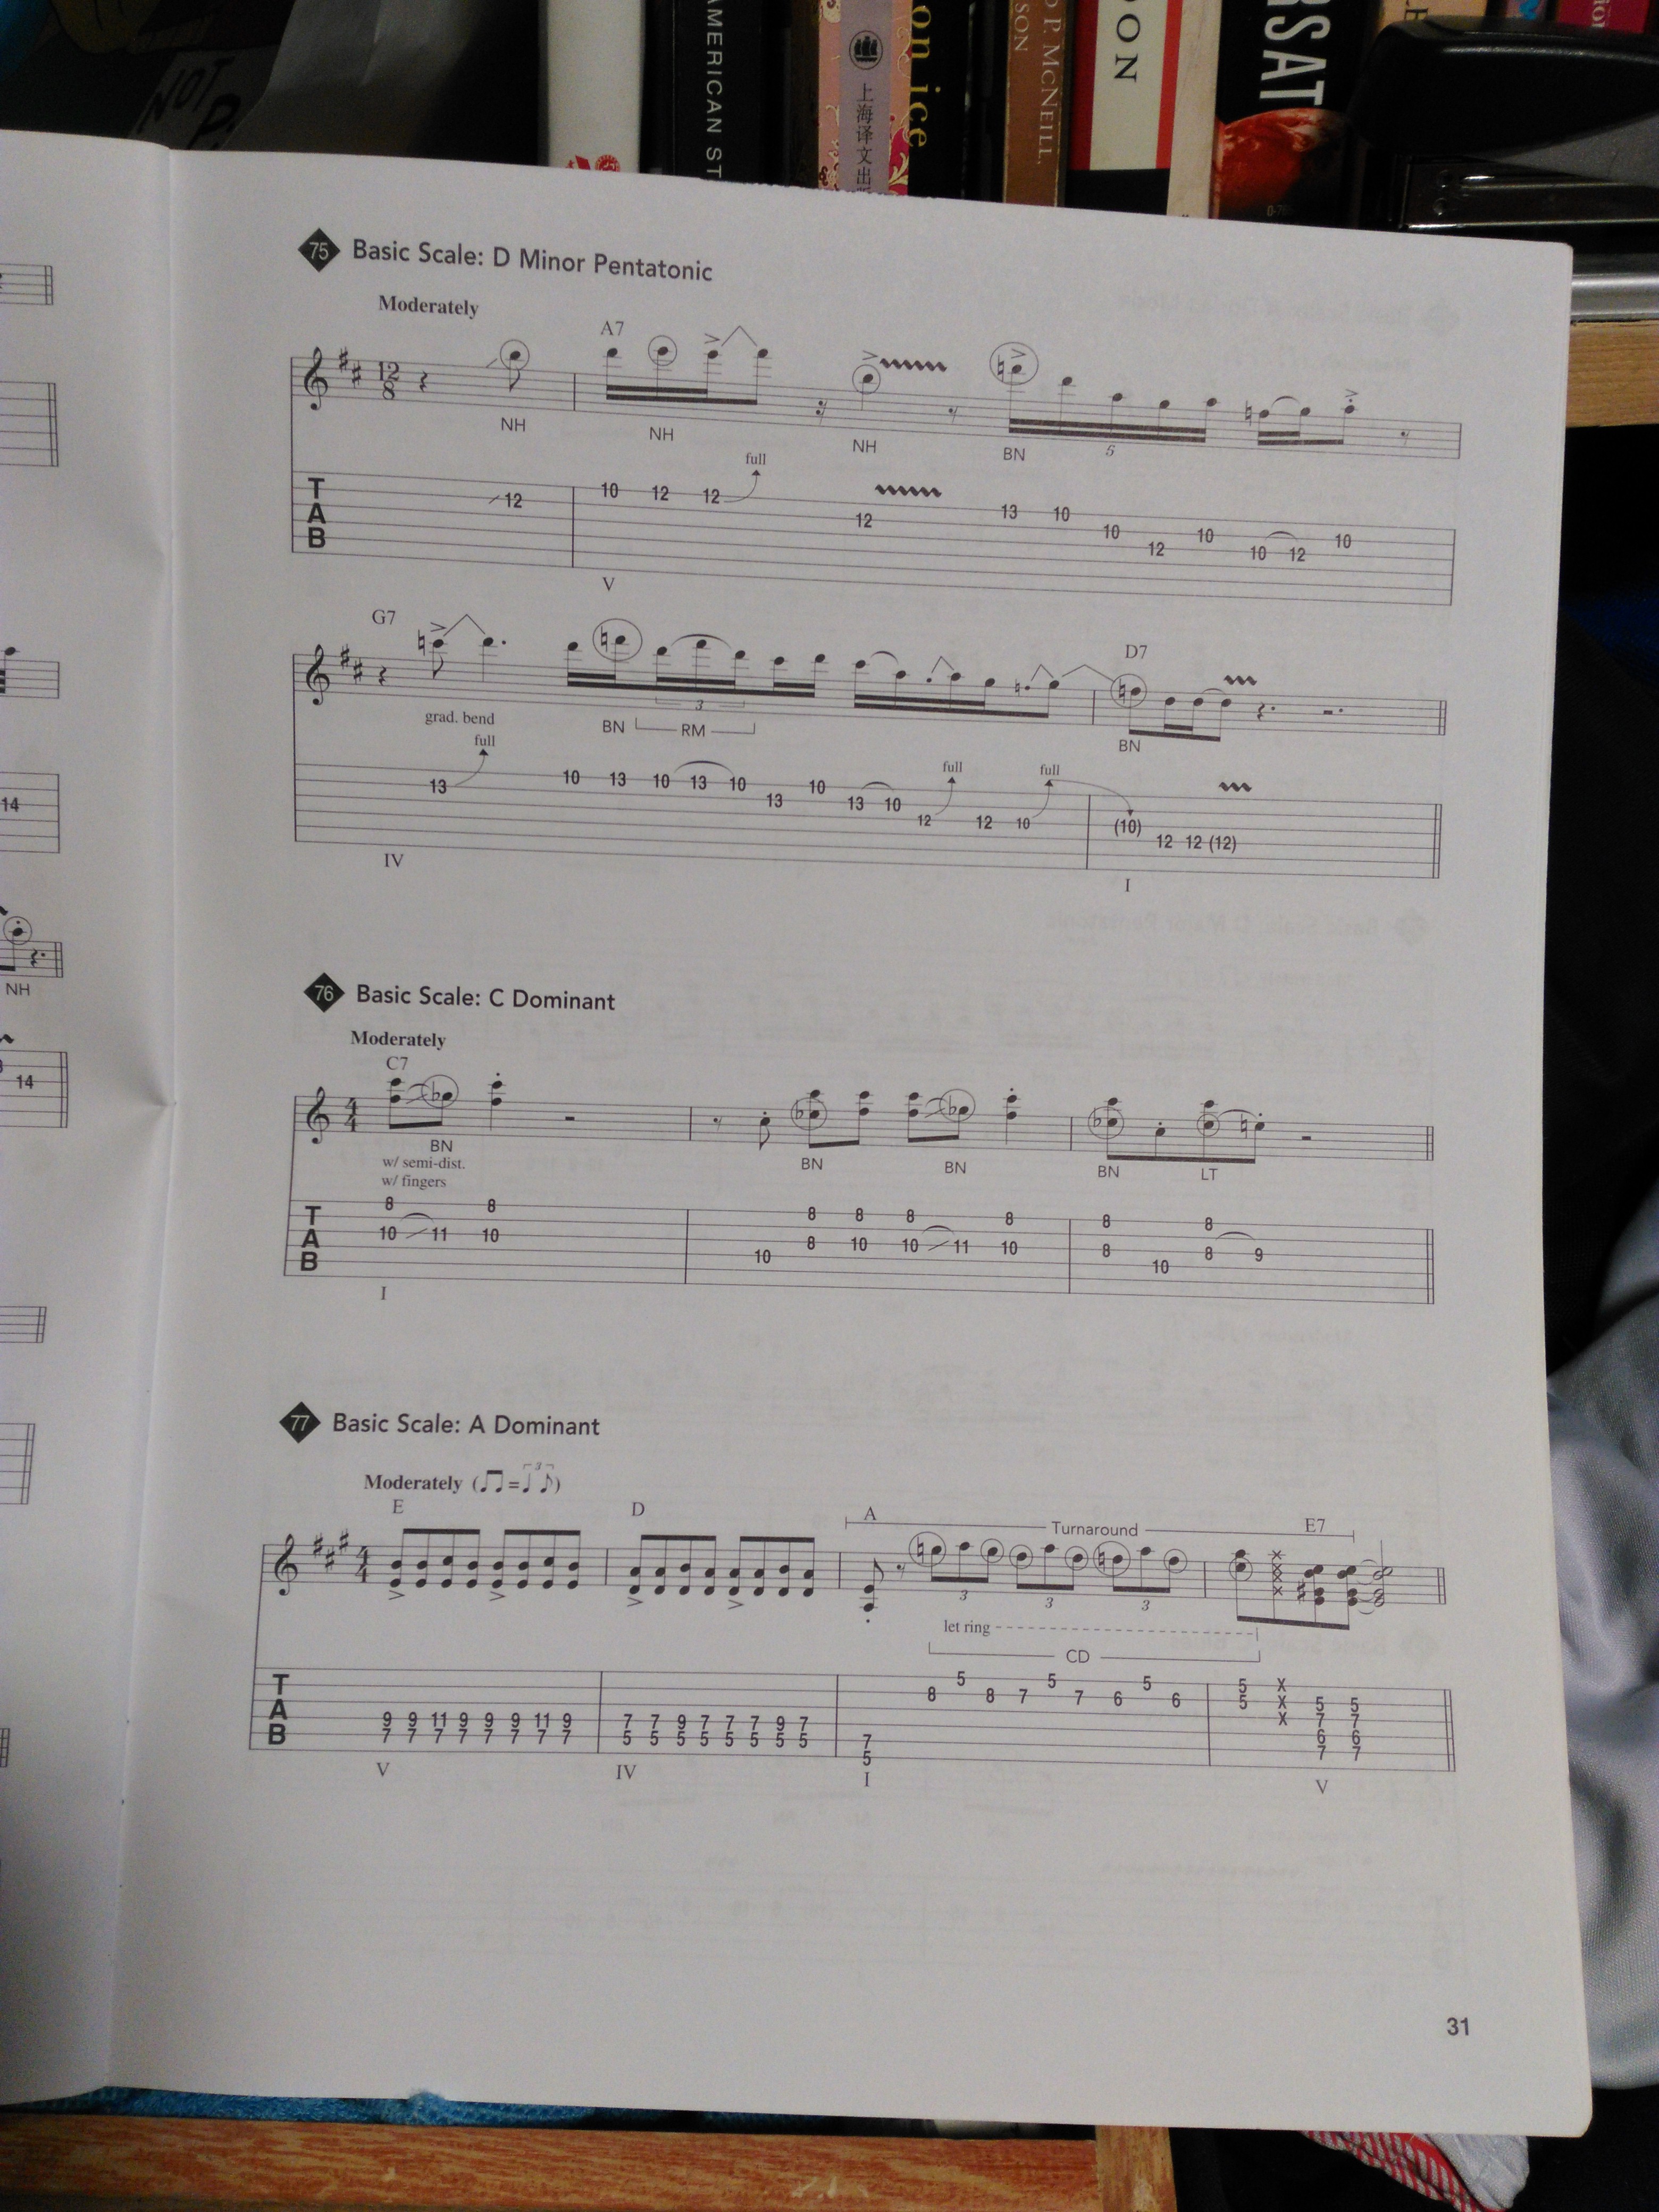 NOT
AMERICAN ST
上海译文出
on ice
P. MCNEILL.
SON
ON
RSAT
75 Basic Scale: D Minor Pentatonic
Moderately
A7
12
8
NH NH NH BN 5
full
T
A
B
12 10 12 12 12 13 10 10 12 10 10 12 10
V
G7 D7
grad. bend BN 3 RM BN
full full full
13 10 13 10 13 10 13 10 13 10 12 12 10 (10) 12 12 (12)
IV I
76 Basic Scale: C Dominant
Moderately
C7
4
4
BN BN BN BN LT
w/ semi-dist.
w/ fingers
T
A
B
8 8 8 8 8 8 8 8
10 11 10 10 8 10 10 11 10 8 10 8 9
I
77 Basic Scale: A Dominant
Moderately ( = 3 )
E D A Turnaround E7
4
4
3 3 3
let ring
CD
T
A
B
5 5 5 5 X
8 8 7 7 6 6 5 X 5 5
X 7 7
9 9 11 9 9 9 11 9 7 7 9 7 7 7 9 7 7 6 6
7 7 7 7 7 7 7 7 5 5 5 5 5 5 5 5 5 7 7
V IV I V
31
14
NH
14